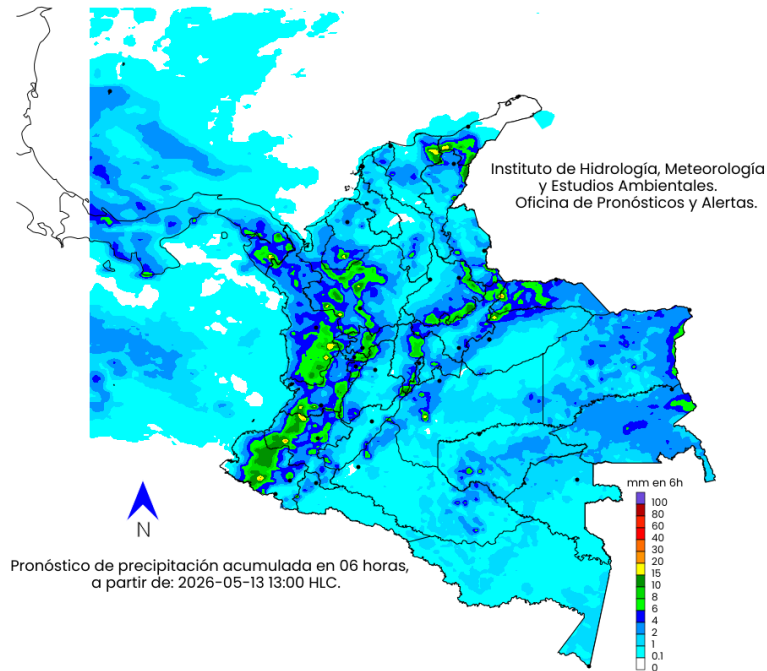 Instituto de Hidrología, Meteorología
y Estudios Ambientales.
Oficina de Pronósticos y Alertas.
N
Pronóstico de precipitación acumulada en 06 horas,
a partir de: 2026-05-13 13:00 HLC.
mm en 6h
100
80
60
40
30
20
15
10
8
6
4
2
1
0.1
0